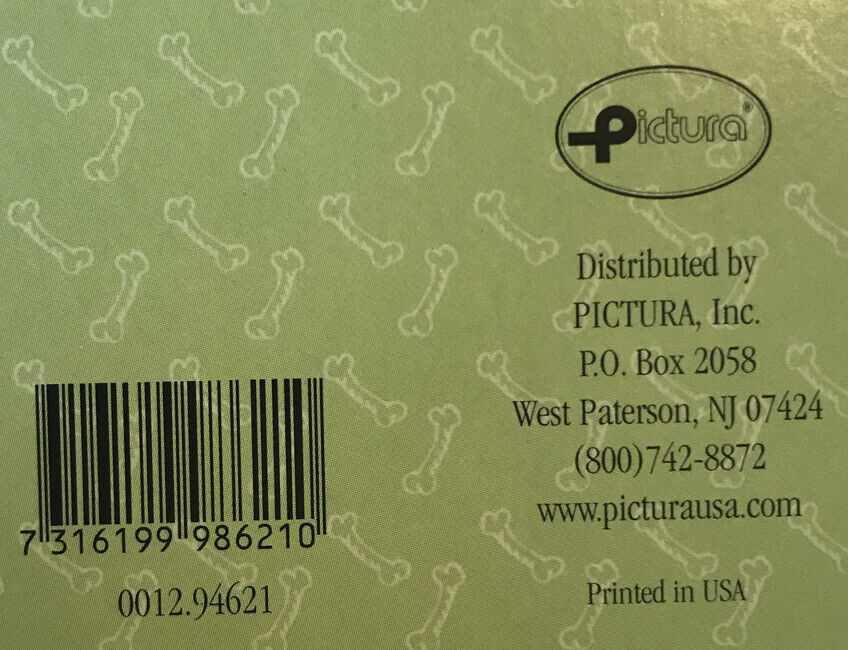 Pictura®
Distributed by
PICTURA, Inc.
P.O. Box 2058
West Paterson, NJ 07424
(800)742-8872
www.picturausa.com
Printed in USA
7 316199 986210
0012.94621